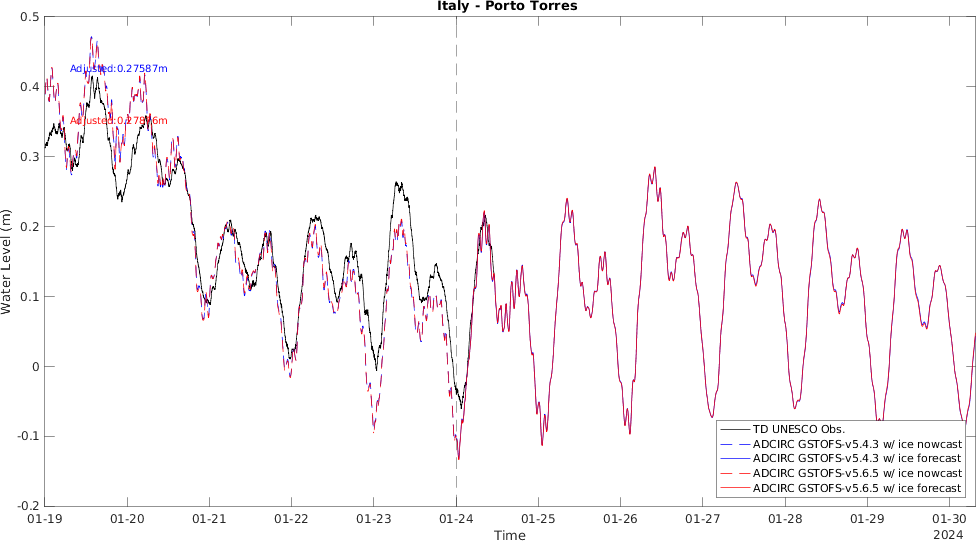 Italy - Porto Torres
0.5
0.4
0.3
0.2
0.1
0
-0.1
-0.2
Water Level (m)
Adjusted:0.27587m
TD UNESCO Obs.
ADCIRC GSTOFS-v5.4.3 w/ ice nowcast
ADCIRC GSTOFS-v5.4.3 w/ ice forecast
ADCIRC GSTOFS-v5.6.5 w/ ice nowcast
ADCIRC GSTOFS-v5.6.5 w/ ice forecast
01-19 01-20 01-21 01-22 01-23 01-24 01-25 01-26 01-27 01-28 01-29 01-30
Time
2024